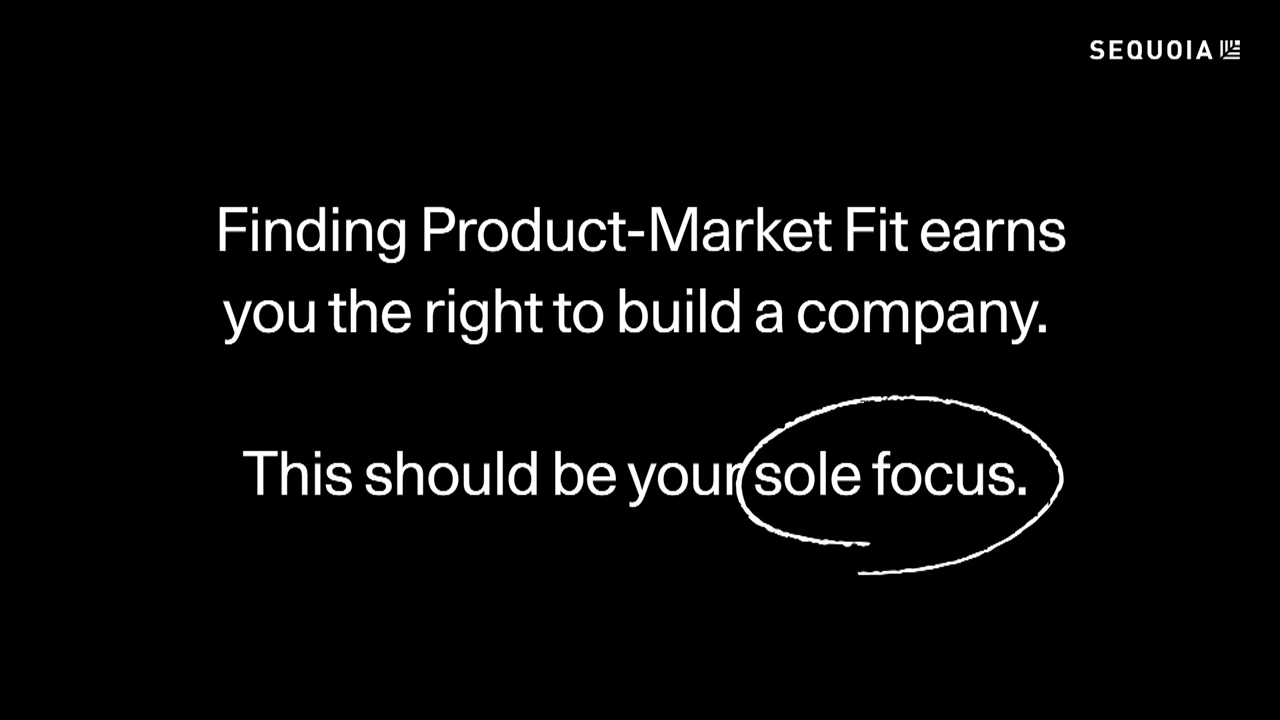 SEQUOIA
Finding Product-Market Fit earns
you the right to build a company.
This should be your sole focus.